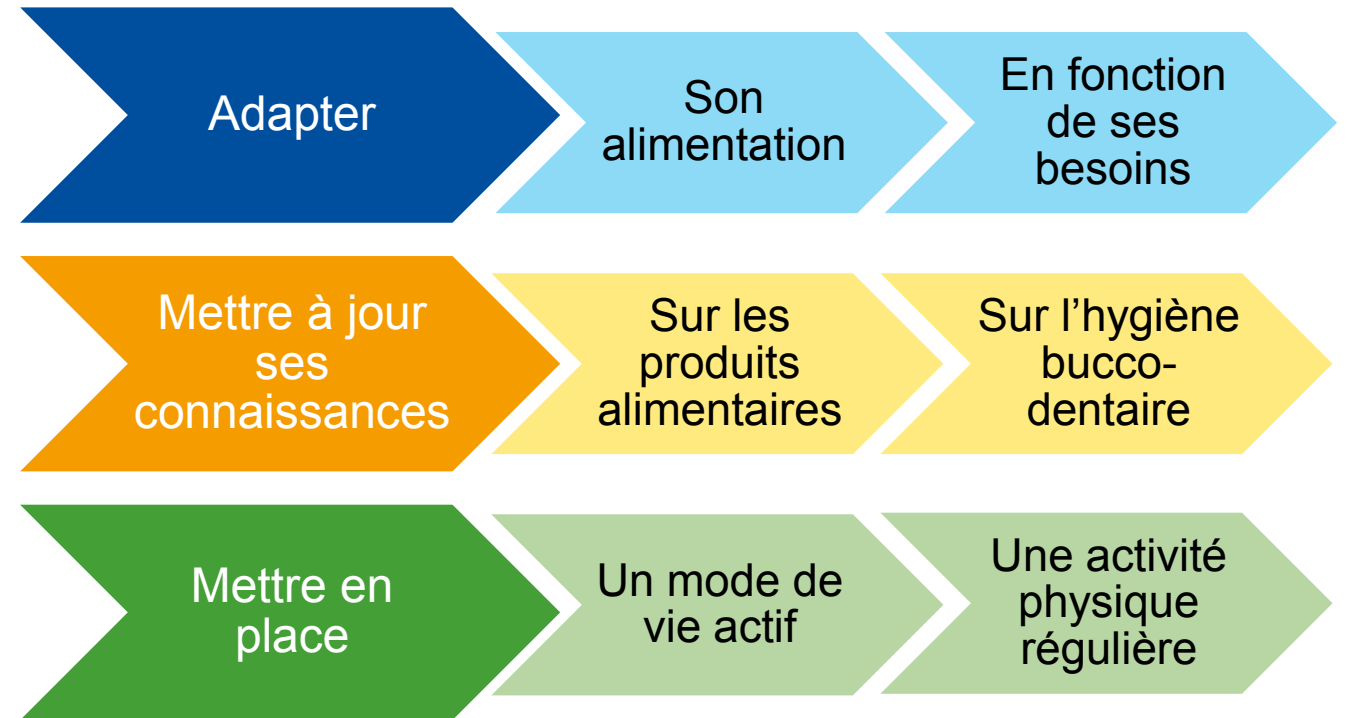 Adapter
Son
alimentation
En fonction
de ses
besoins
Mettre à jour
ses
connaissances
Sur les
produits
alimentaires
Sur l’hygiène
bucco-
dentaire
Mettre en
place
Un mode de
vie actif
Une activité
physique
régulière